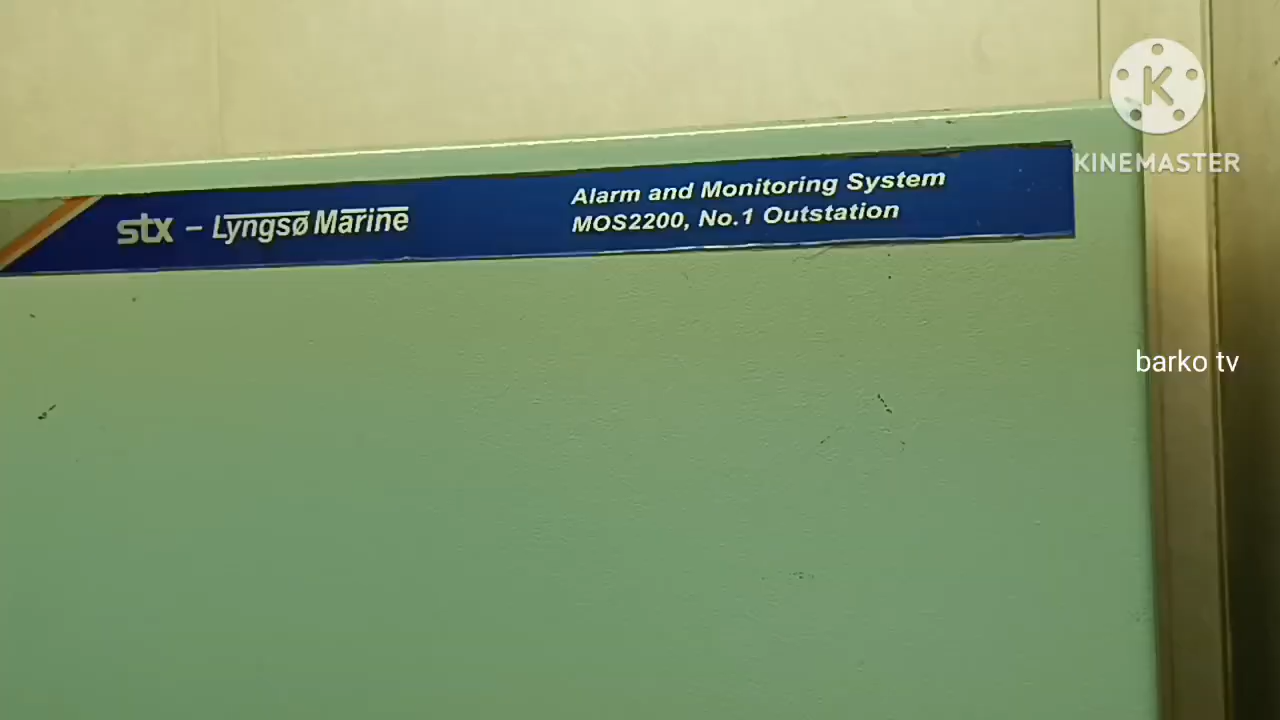 stx – Lyngsø Marine
Alarm and Monitoring System
MOS2200, No.1 Outstation
K
KINEMASTER
barko tv